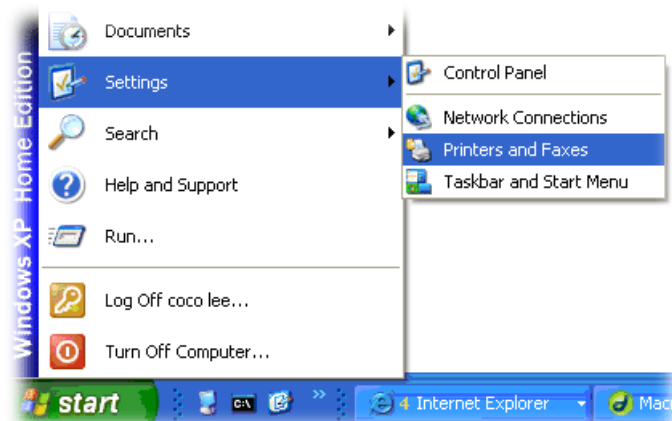 Documents
Settings
Search
Help and Support
Run...
Log Off coco lee...
Turn Off Computer...
Control Panel
Network Connections
Printers and Faxes
Taskbar and Start Menu
Windows XP Home Edition
start
C:\
»
4 Internet Explorer
Mac